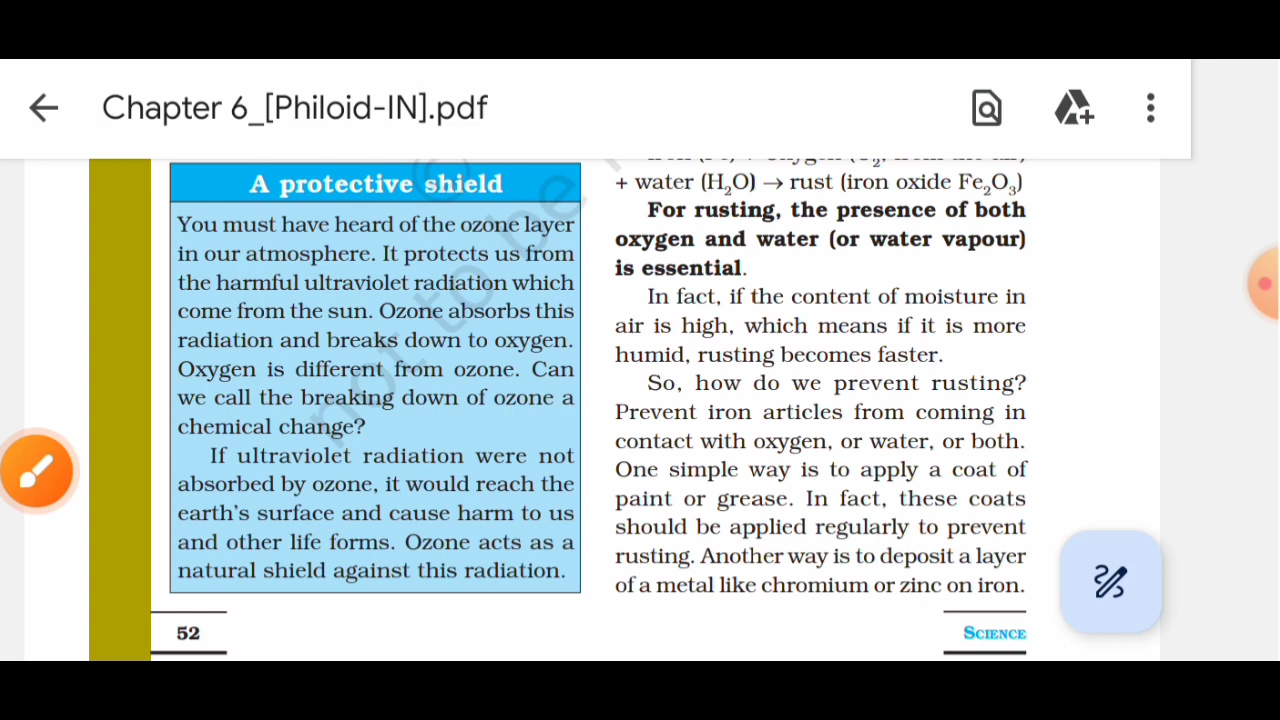 Chapter 6_[Philoid-IN].pdf
A protective shield
You must have heard of the ozone layer
in our atmosphere. It protects us from
the harmful ultraviolet radiation which
come from the sun. Ozone absorbs this
radiation and breaks down to oxygen.
Oxygen is different from ozone. Can
we call the breaking down of ozone a
chemical change?
If ultraviolet radiation were not
absorbed by ozone, it would reach the
earth's surface and cause harm to us
and other life forms. Ozone acts as a
natural shield against this radiation.
+ water (H₂O) → rust (iron oxide Fe₂O₃)
For rusting, the presence of both
oxygen and water (or water vapour)
is essential.
In fact, if the content of moisture in
air is high, which means if it is more
humid, rusting becomes faster.
So, how do we prevent rusting?
Prevent iron articles from coming in
contact with oxygen, or water, or both.
One simple way is to apply a coat of
paint or grease. In fact, these coats
should be applied regularly to prevent
rusting. Another way is to deposit a layer
of a metal like chromium or zinc on iron.
52
SCIENCE
© not to be